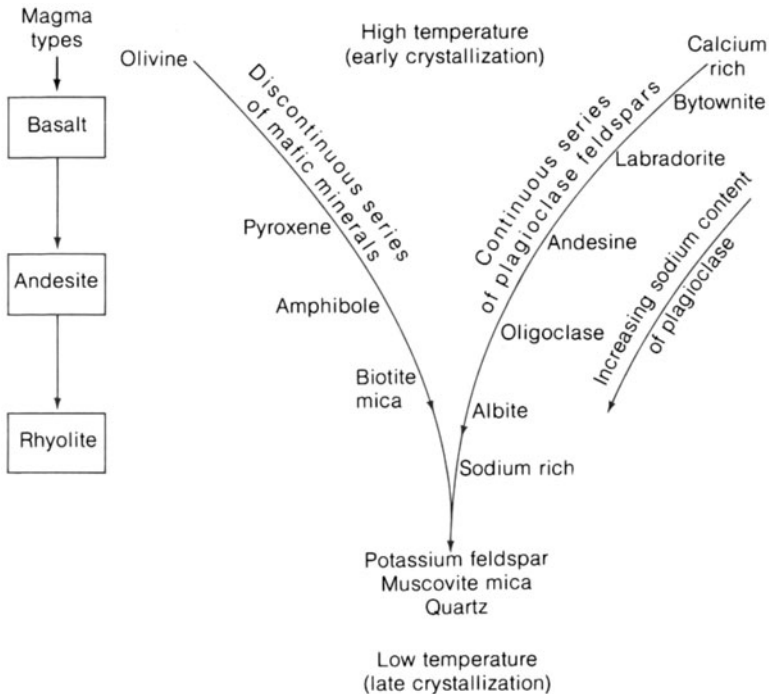 Magma
types
Basalt
Andesite
Rhyolite
High temperature
(early crystallization)
Olivine
Discontinuous series
of mafic minerals
Pyroxene
Amphibole
Biotite
mica
Calcium
rich
Bytownite
Labradorite
Andesine
Oligoclase
Albite
Sodium rich
Continuous series
of plagioclase feldspars
Increasing sodium content
of plagioclase
Potassium feldspar
Muscovite mica
Quartz
Low temperature
(late crystallization)